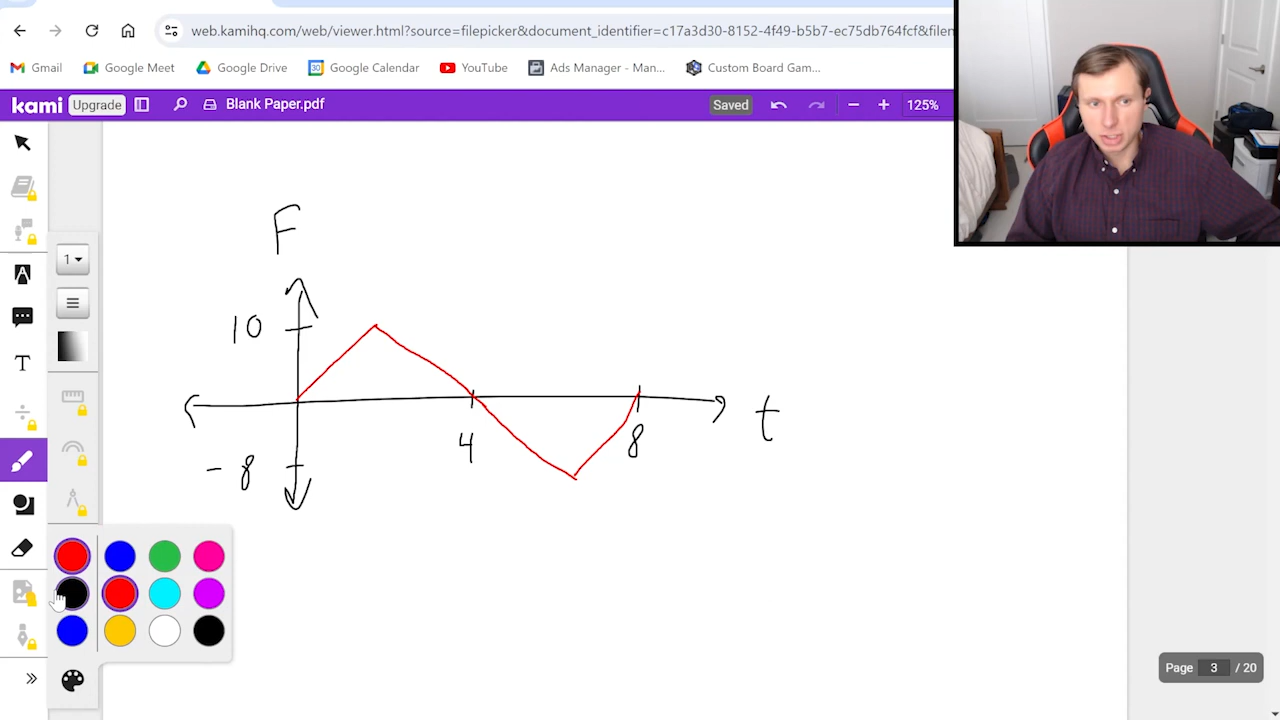 web.kamihq.com/web/viewer.html?source=filepicker&document_identifier=c17a3d30-8152-4f49-b5b7-ec75db764fcf&filen
Gmail Google Meet Google Drive Google Calendar YouTube Ads Manager - Man... Custom Board Gam...
kami Upgrade Blank Paper.pdf Saved 125%
F
1
10
t
4
8
- 8
Page 3 / 20